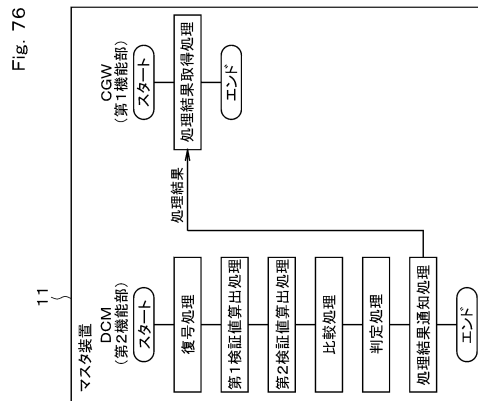 Fig. 76
11
マスタ装置
DCM
(第2機能部)
スタート
復号処理
第1検証値算出処理
第2検証値算出処理
比較処理
判定処理
処理結果通知処理
エンド
処理結果
CGW
(第1機能部)
スタート
処理結果取得処理
エンド